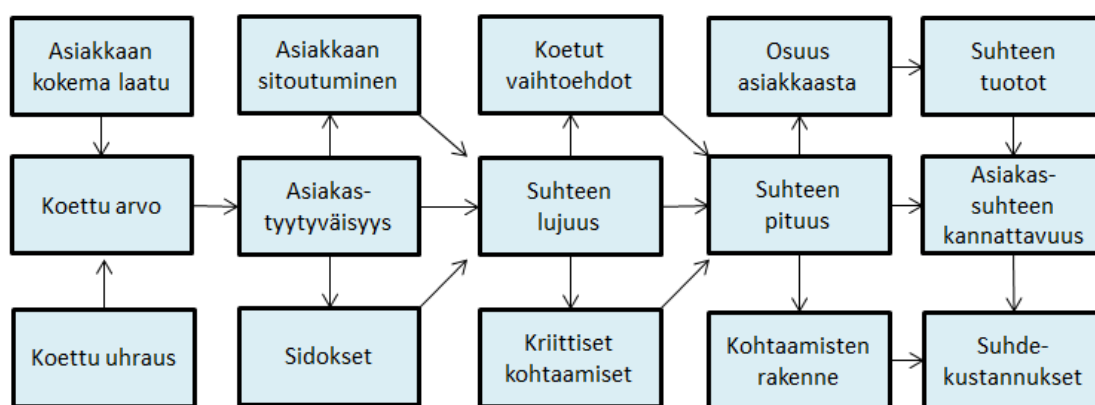 Asiakkaan
kokema laatu
Asiakkaan
sitoutuminen
Koetut
vaihtoehdot
Osuus
asiakkaasta
Suhteen
tuotot
Koettu arvo
Asiakas-
tyytyväisyys
Suhteen
lujuus
Suhteen
pituus
Asiakas-
suhteen
kannattavuus
Koettu uhraus
Sidokset
Kriittiset
kohtaamiset
Kohtaamisten
rakenne
Suhde-
kustannukset